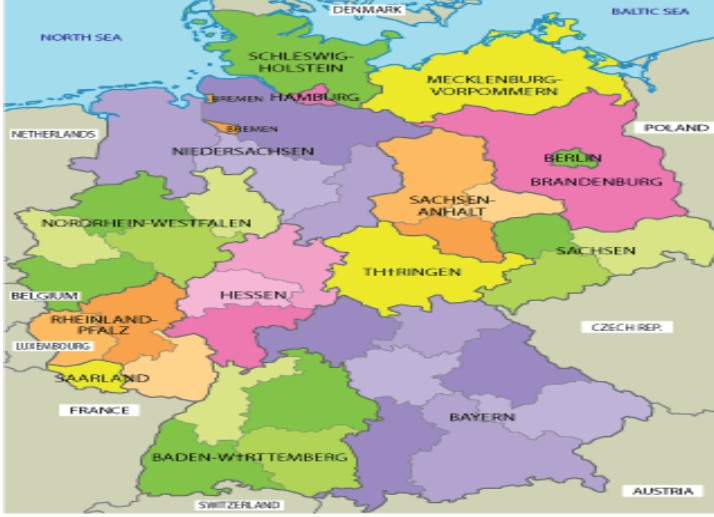 DENMARK
BALTIC SEA
NORTH SEA
SCHLESWIG-
HOLSTEIN
MECKLENBURG-
VORPOMMERN
BREMEN
HAMBURG
BREMEN
NETHERLANDS
POLAND
NIEDERSACHSEN
BERLIN
BRANDENBURG
SACHSEN-
ANHALT
NORDRHEIN-WESTFALEN
SACHSEN
THÜRINGEN
BELGIUM
HESSEN
RHEINLAND-
PFALZ
CZECH REP.
LUXEMBOURG
SAARLAND
FRANCE
BAYERN
BADEN-WÜRTTEMBERG
AUSTRIA
SWITZERLAND